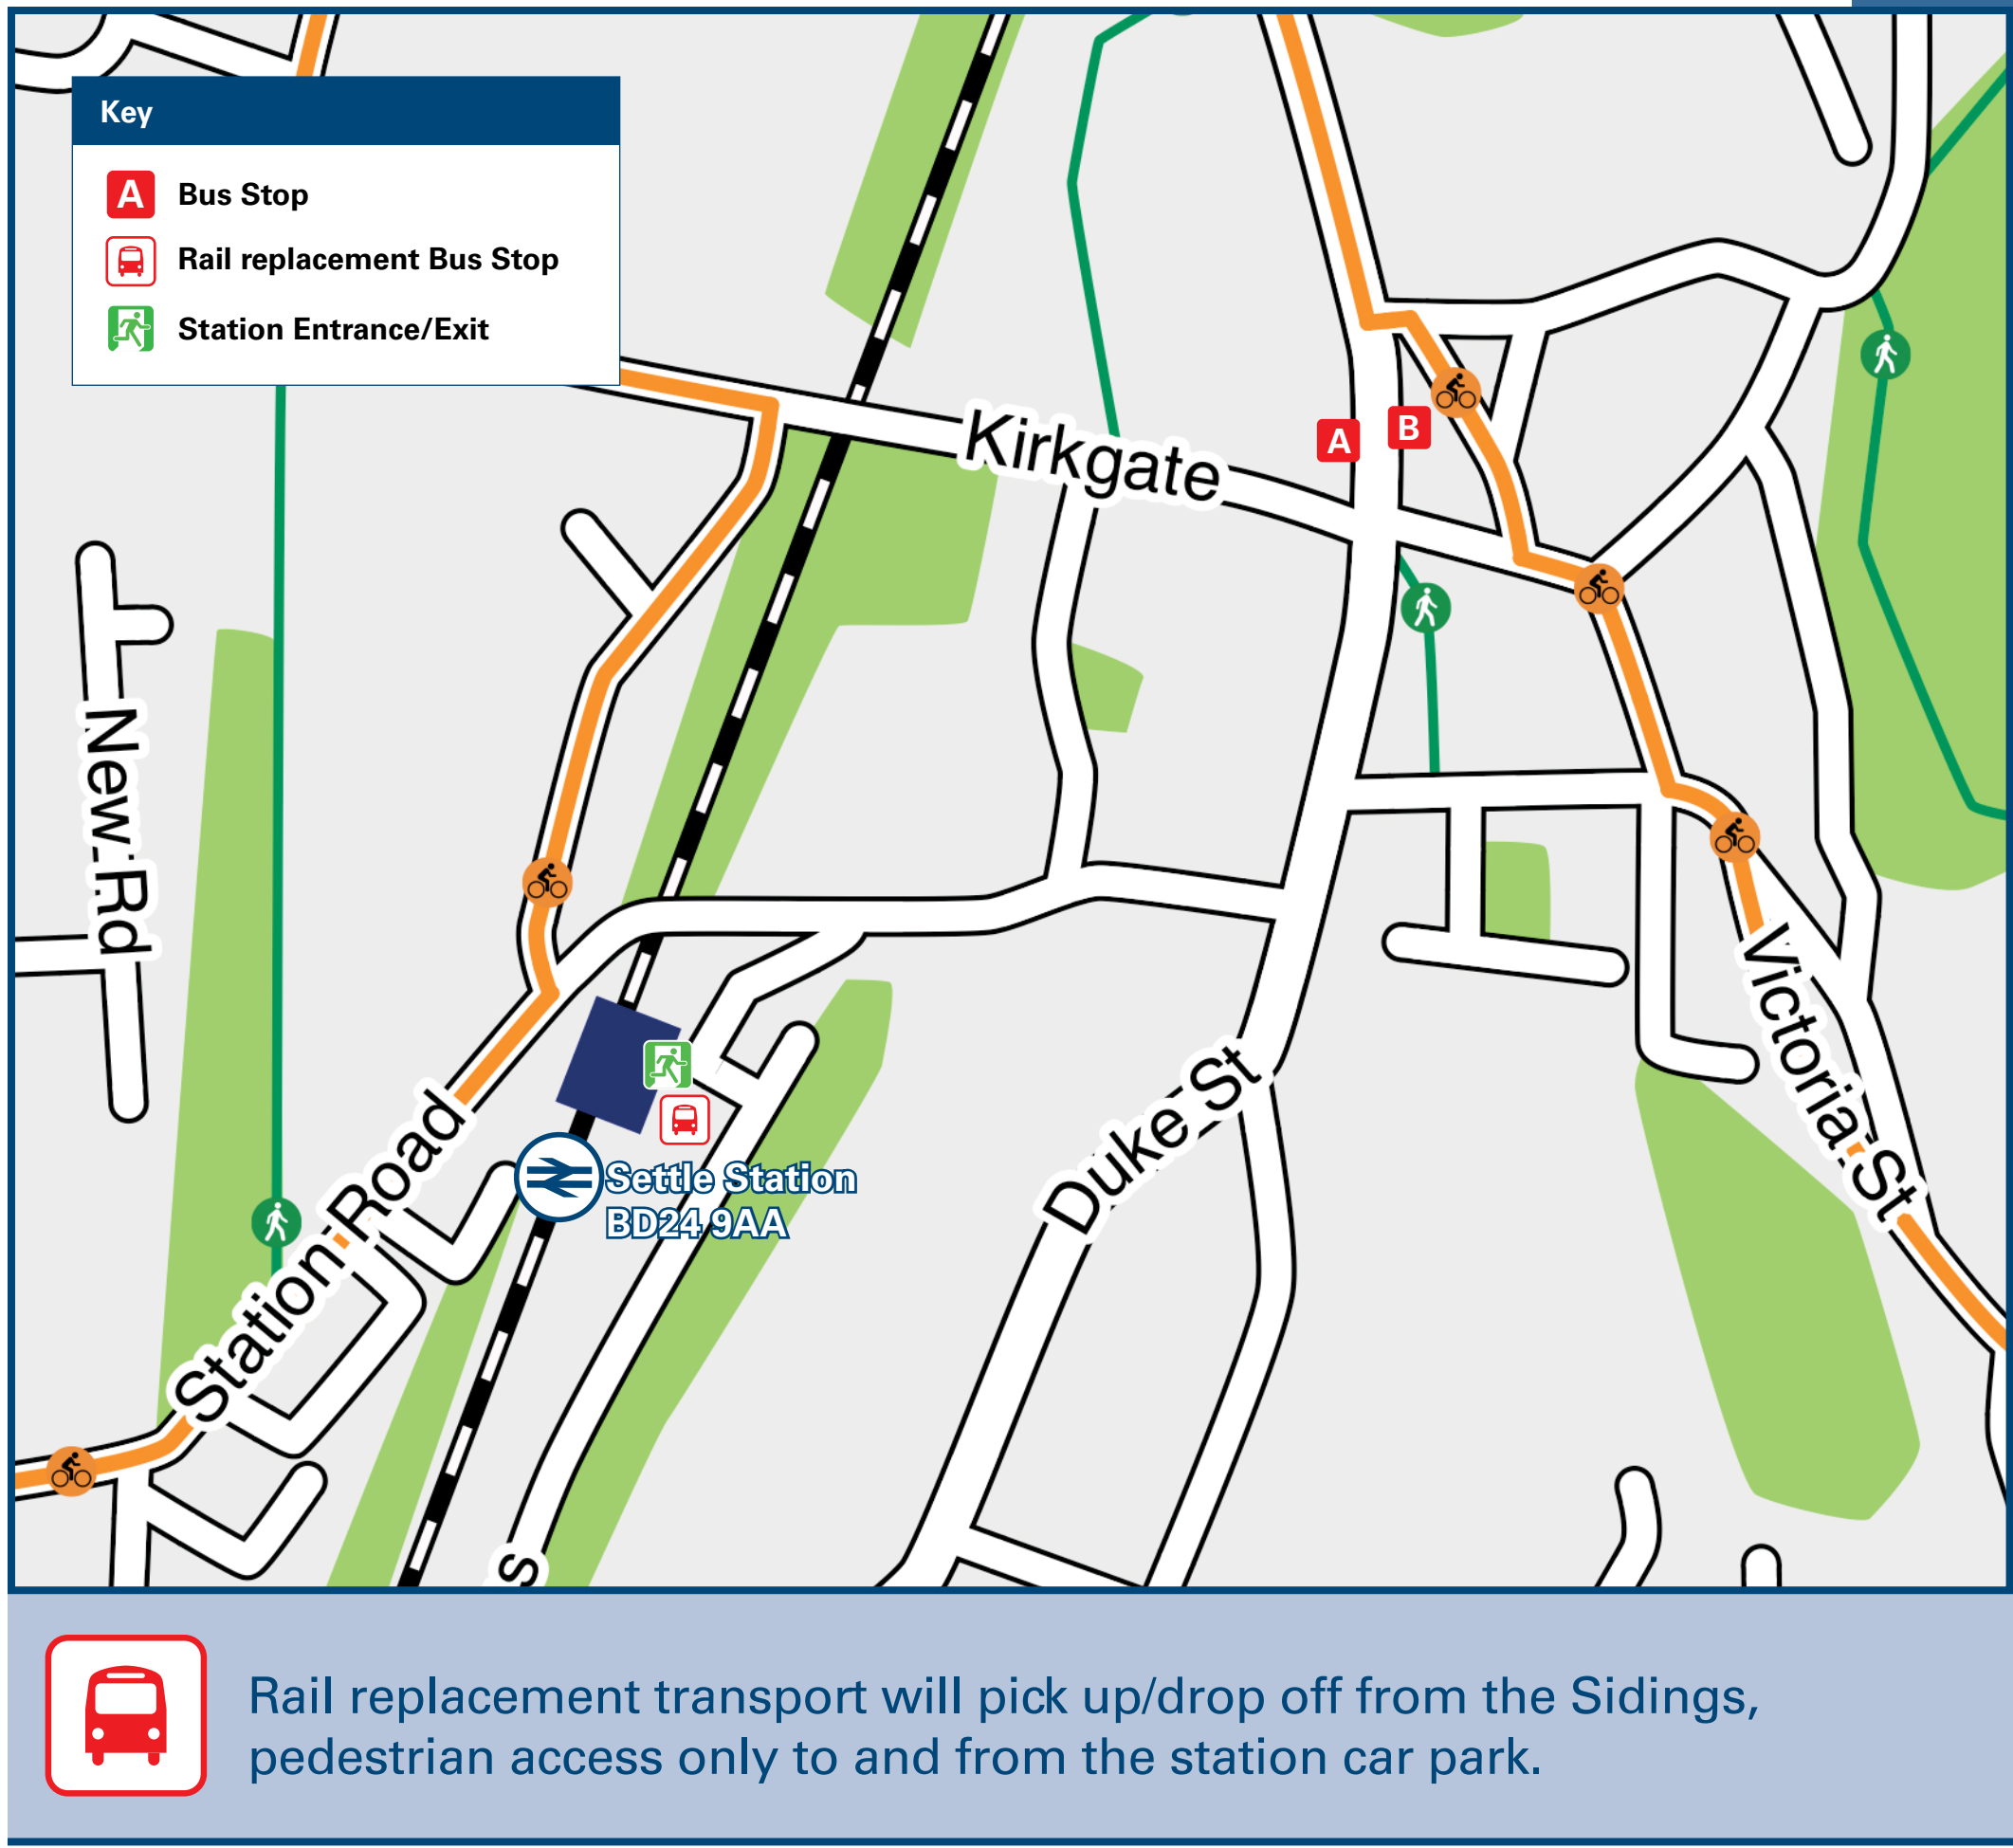 Key
A Bus Stop
Rail replacement Bus Stop
Station Entrance/Exit
Kirkgate
A
B
New Rd
Victoria St
Duke St
Station Road
Settle Station
BD24 9AA
s
Rail replacement transport will pick up/drop off from the Sidings,
pedestrian access only to and from the station car park.